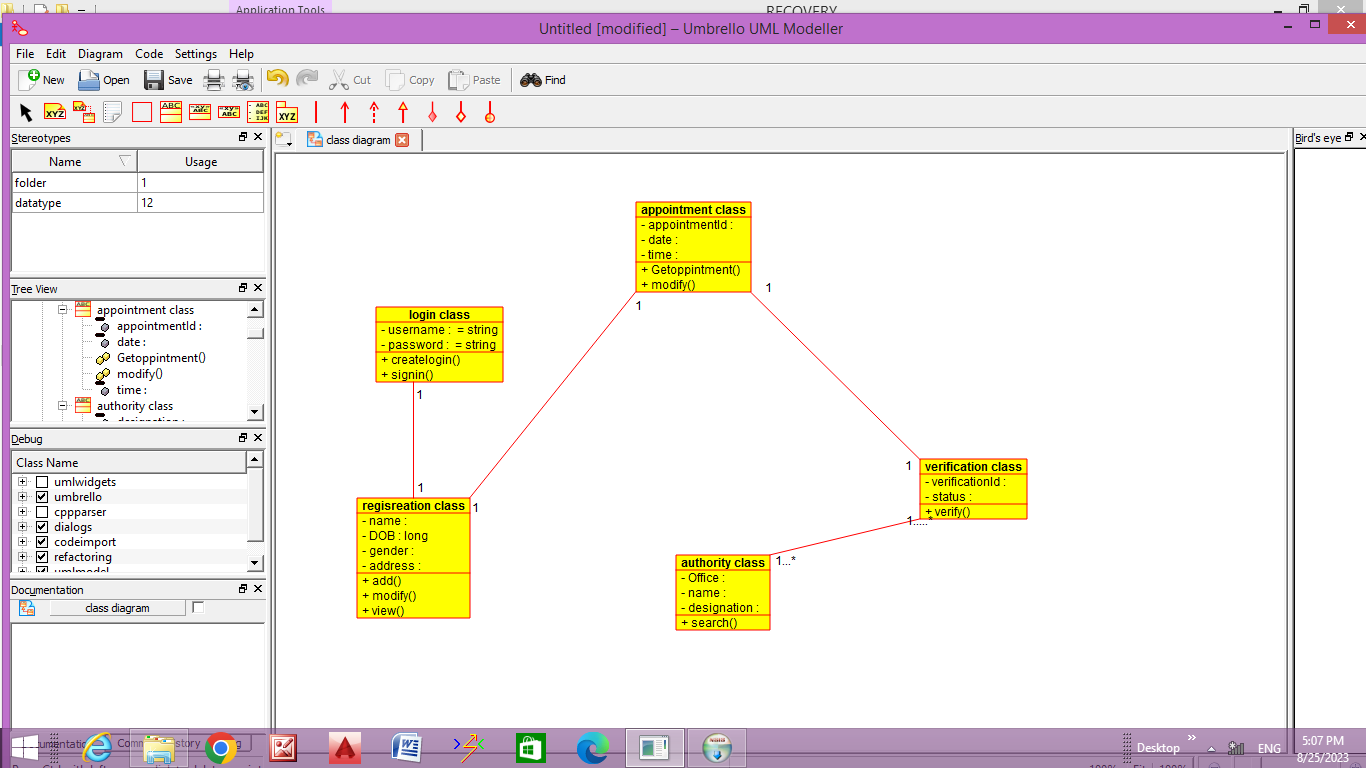 Application Tools
RECOVERY
Untitled [modified] – Umbrello UML Modeller
File Edit Diagram Code Settings Help
New Open Save Cut Copy Paste Find
Stereotypes
Name Usage
folder 1
datatype 12
Tree View
appointment class
appointmentId :
date :
Getoppintment()
modify()
time :
authority class
designation :
Debug
Class Name
umlwidgets
umbrello
cppparser
dialogs
codeimport
refactoring
umlmodel
Documentation
class diagram
class diagram
Bird's eye
appointment class
- appointmentId :
- date :
- time :
+ Getoppintment()
+ modify()
1
1
login class
- username : = string
- password : = string
+ createlogin()
+ signin()
1
1
regisreation class
- name :
- DOB : long
- gender :
- address :
+ add()
+ modify()
+ view()
1
1
verification class
- verificationId :
- status :
+ verify()
1.....*
1...*
authority class
- Office :
- name :
- designation :
+ search()
Desktop
ENG
5:07 PM
8/25/2023